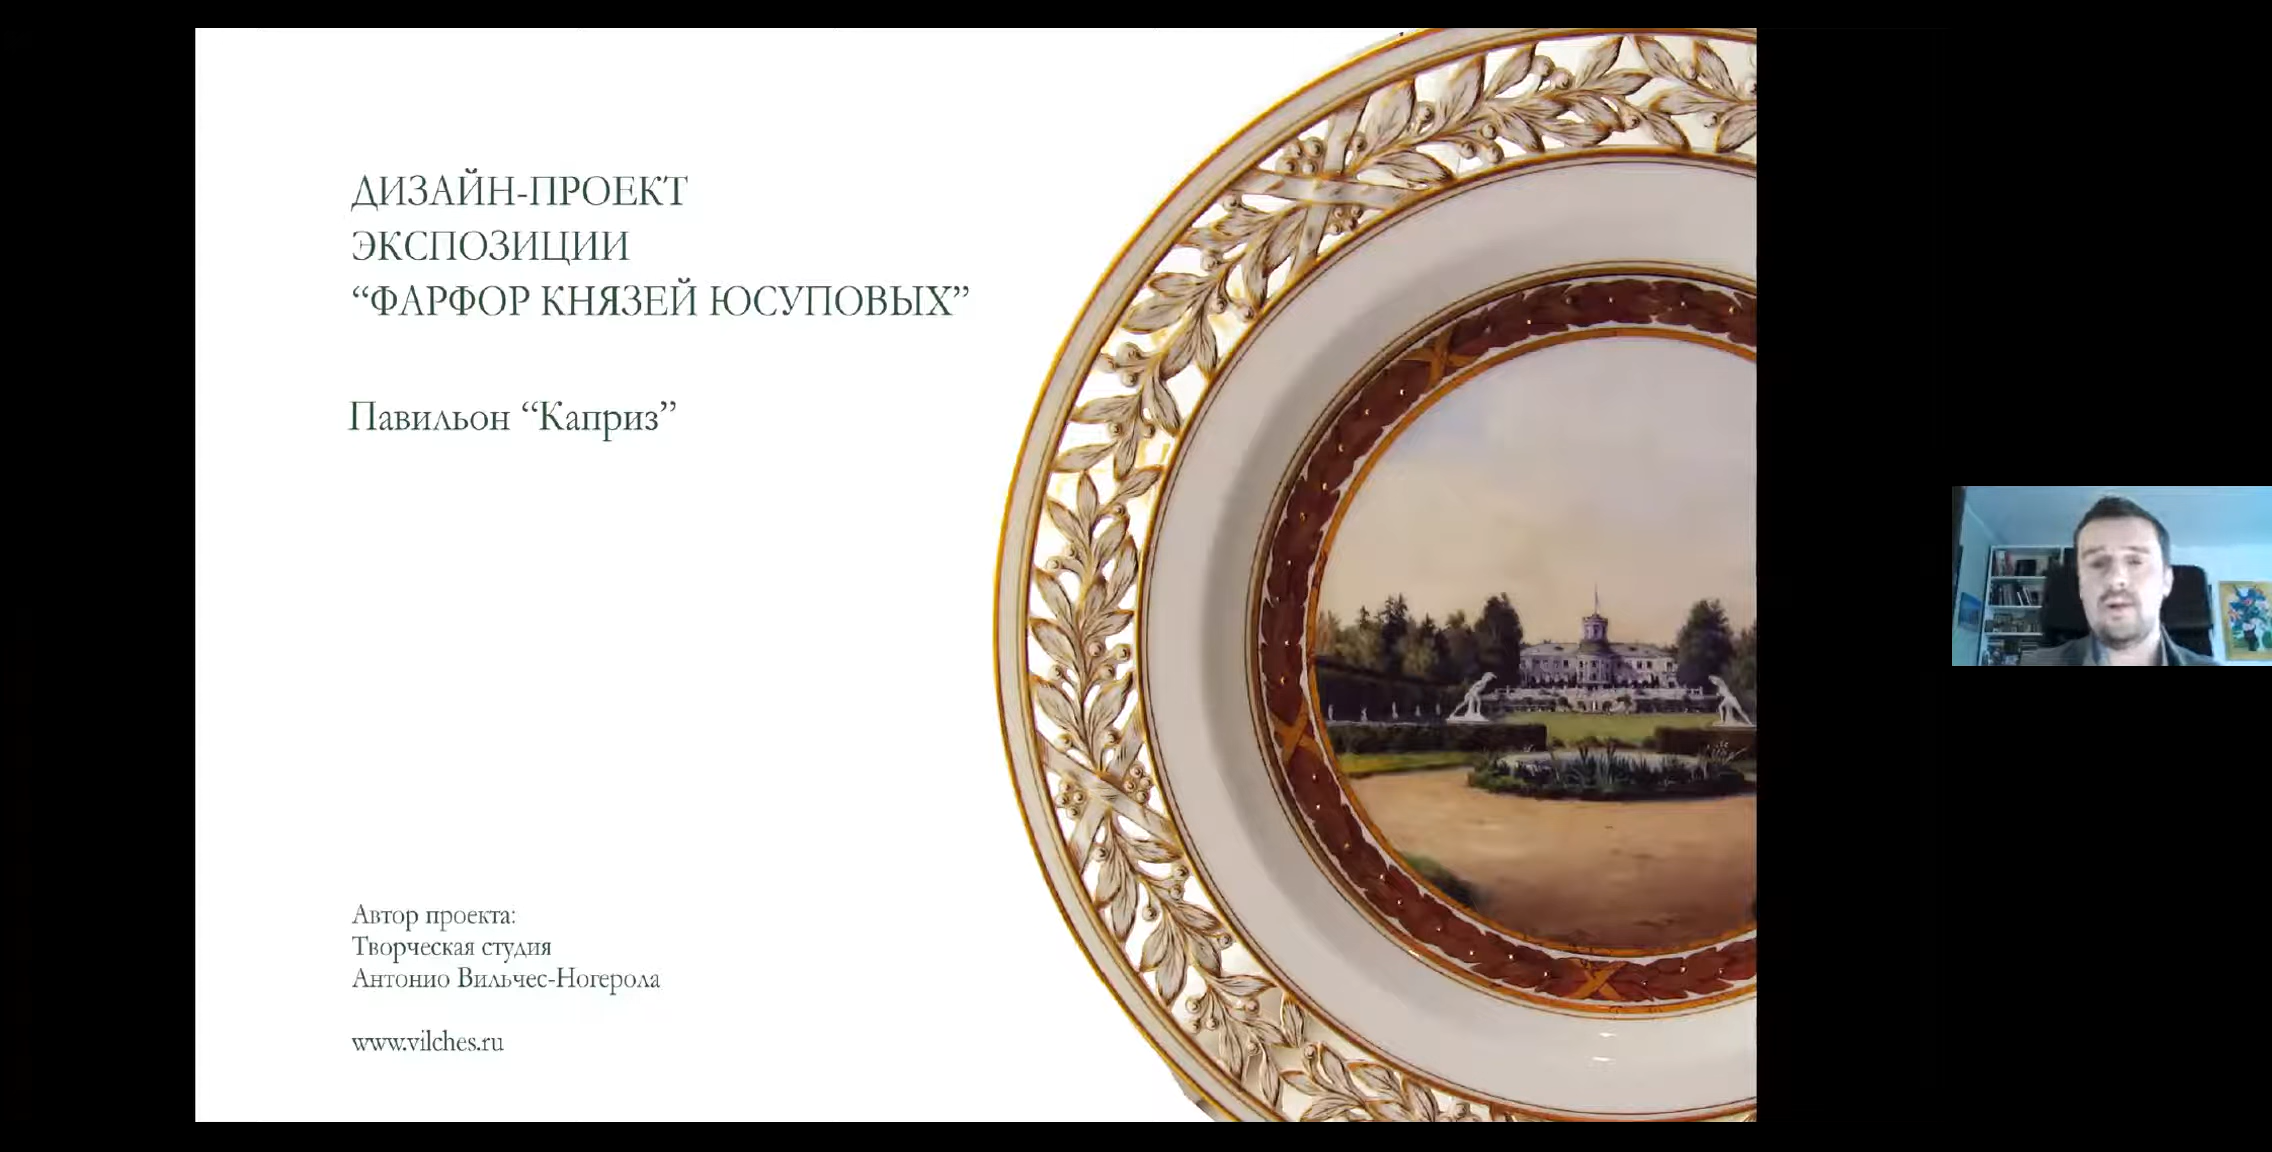 ДИЗАЙН-ПРОЕКТ
ЭКСПОЗИЦИИ
“ФАРФОР КНЯЗЕЙ ЮСУПОВЫХ”
Павильон “Каприз”
Автор проекта:
Творческая студия
Антонио Вильчес-Ногерола
www.vilches.ru